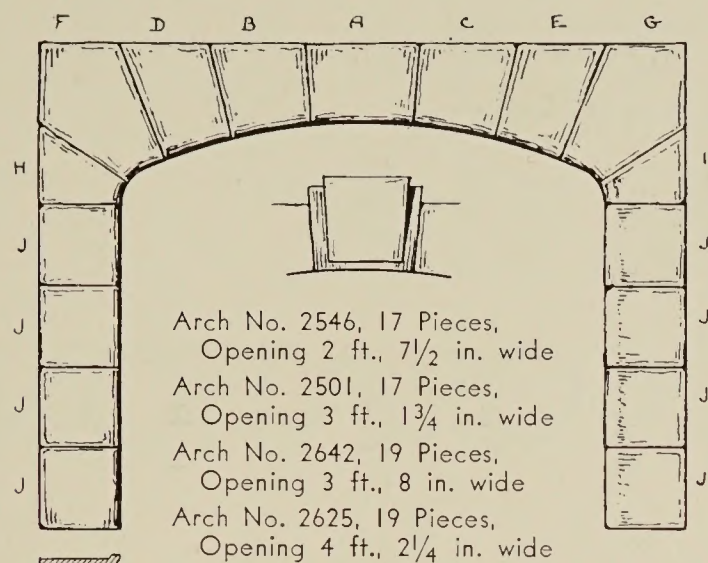 F D B A C E G
H I
J J
J J
J J
J J
Arch No. 2546, 17 Pieces,
Opening 2 ft., 7½ in. wide
Arch No. 2501, 17 Pieces,
Opening 3 ft., 1¾ in. wide
Arch No. 2642, 19 Pieces,
Opening 3 ft., 8 in. wide
Arch No. 2625, 19 Pieces,
Opening 4 ft., 2¼ in. wide